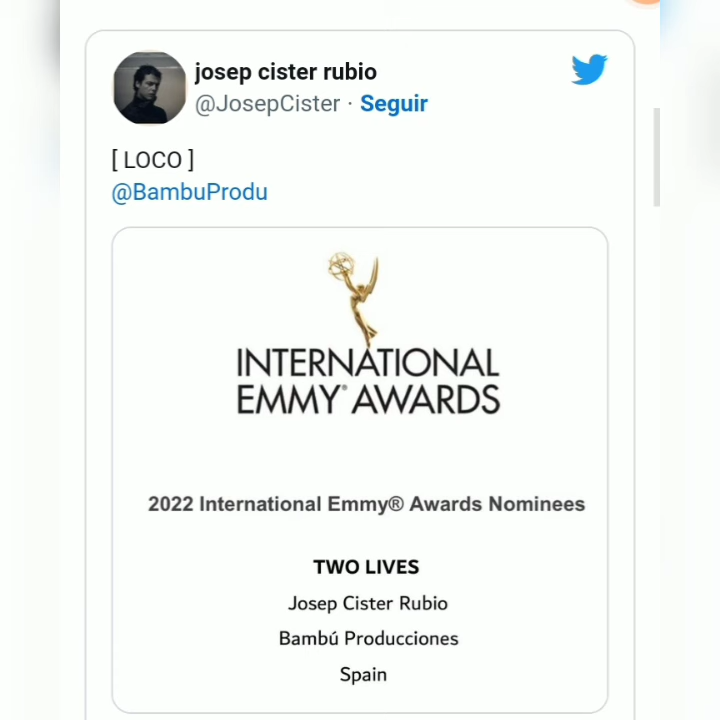 josep cister rubio
@JosepCister · Seguir
[ LOCO ]
@BambuProdu
INTERNATIONAL
EMMY® AWARDS
2022 International Emmy® Awards Nominees
TWO LIVES
Josep Cister Rubio
Bambú Producciones
Spain